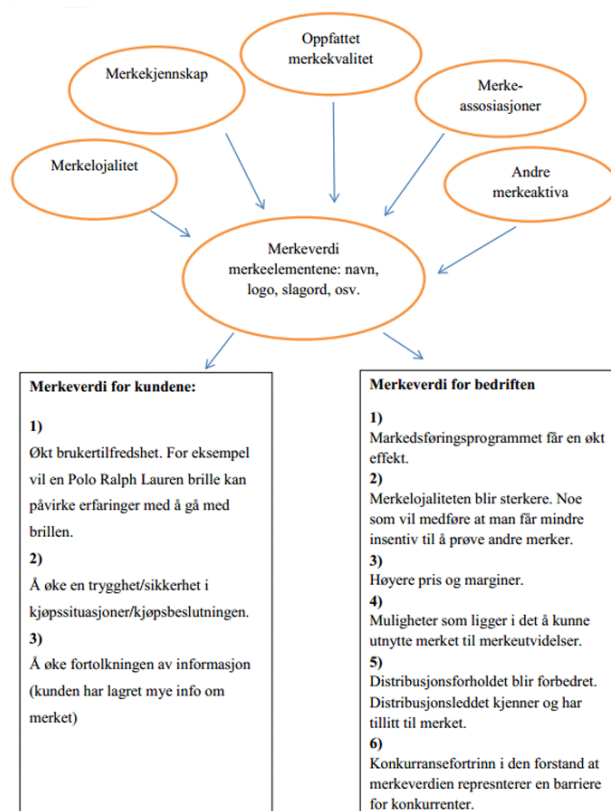 Oppfattet
merkekvalitet
Merkekjennskap
Merke-
assosiasjoner
Merkelojalitet
Andre
merkeaktiva
Merkeverdi
merkeelementene: navn,
logo, slagord, osv.
Merkeverdi for kundene:
1)
Økt brukertilfredshet. For eksempel
vil en Polo Ralph Lauren brille kan
påvirke erfaringer med å gå med
brillen.
2)
Å øke en trygghet/sikkerhet i
kjøpssituasjoner/kjøpsbeslutningen.
3)
Å øke fortolkningen av informasjon
(kunden har lagret mye info om
merket)
Merkeverdi for bedriften
1)
Markedsføringsprogrammet får en økt
effekt.
2)
Merkelojaliteten blir sterkere. Noe
som vil medføre at man får mindre
insentiv til å prøve andre merker.
3)
Høyere pris og marginer.
4)
Muligheter som ligger i det å kunne
utnytte merket til merkeutvidelser.
5)
Distribusjonsforholdet blir forbedret.
Distribusjonsleddet kjenner og har
tillitt til merket.
6)
Konkurransefortrinn i den forstand at
merkeverdien represnterer en barriere
for konkurrenter.